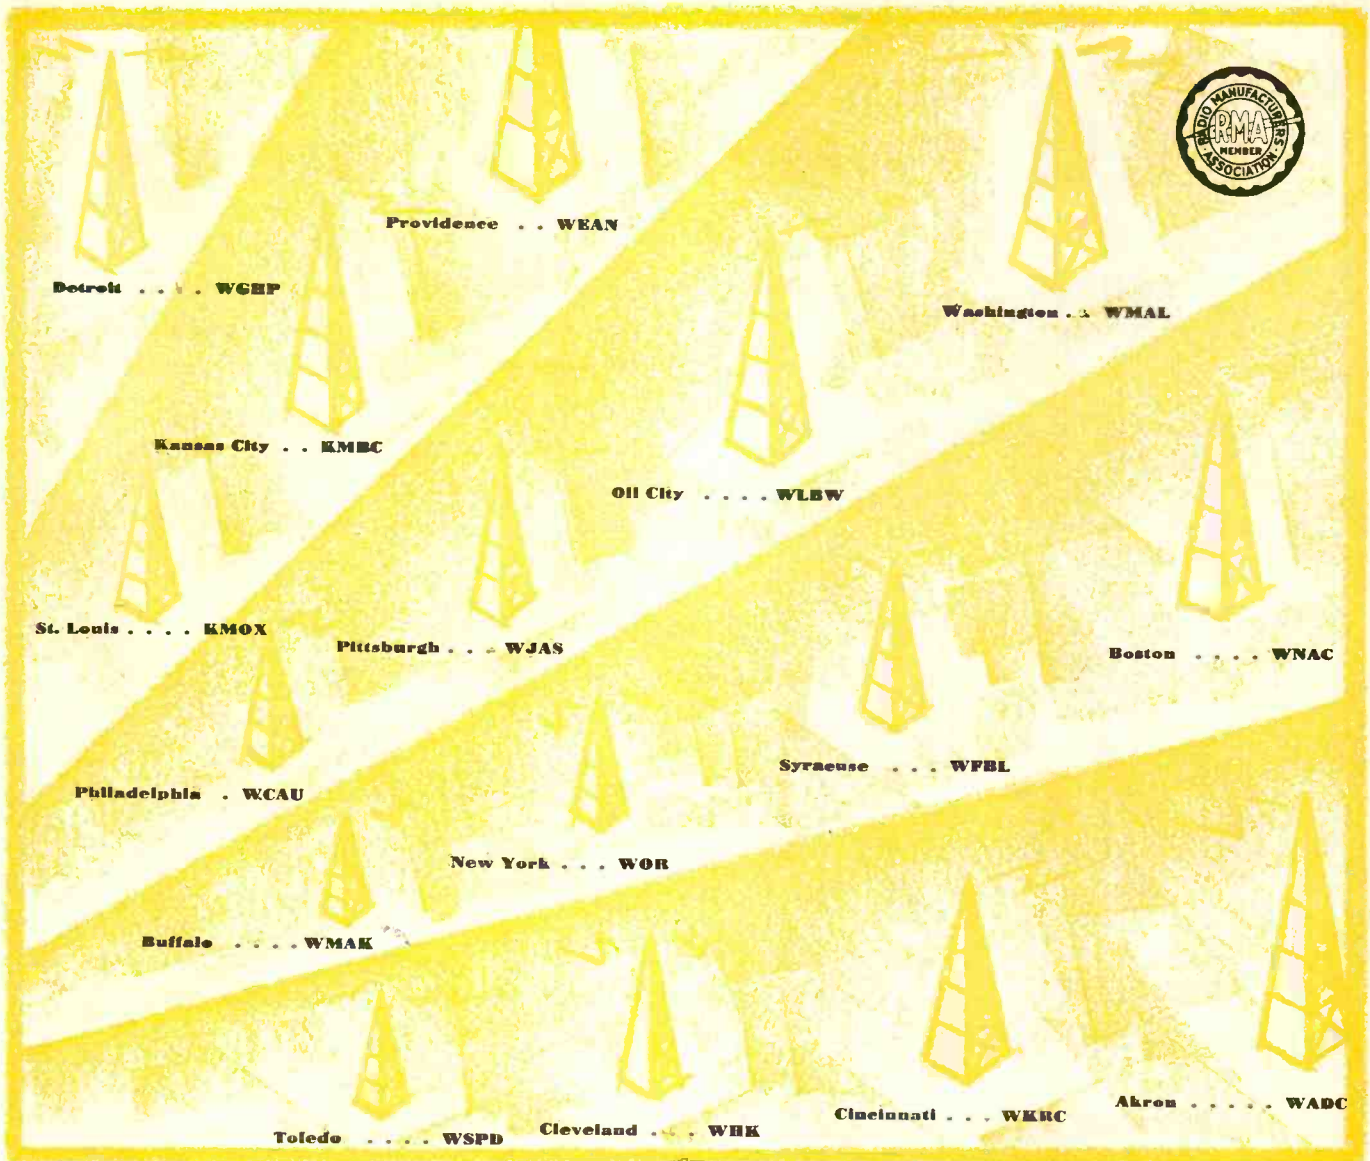 RADIO MANUFACTURERS
RMA
MEMBER
ASSOCIATION
Providence . . WEAN
Detroit . . . . WGHP
Washington . . WMAL
Kansas City . . KMBC
Oil City . . . . WLBW
St. Louis . . . . KMOX
Pittsburgh . . . WJAS
Boston . . . . WNAC
Syracuse . . . WFBL
Philadelphia . WCAU
New York . . . WOR
Buffalo . . . . WMAK
Akron . . . . . WADC
Cincinnati . . . WKRC
Cleveland . . . WHK
Toledo . . . . WSPD